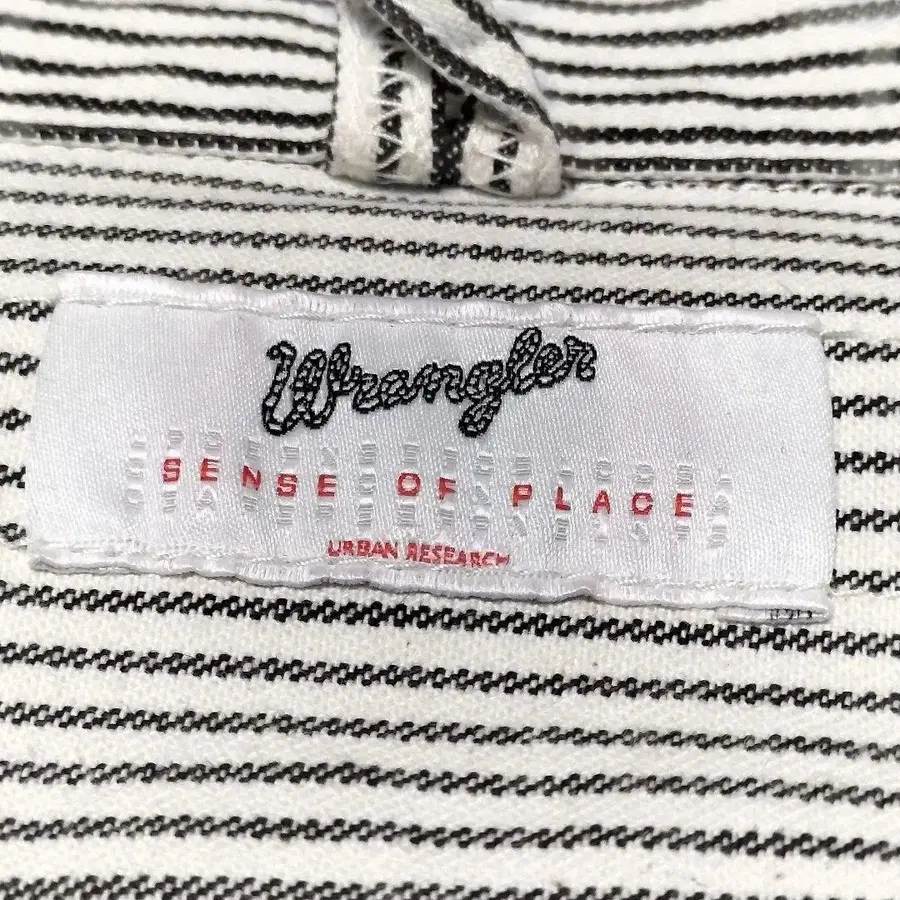 Wrangler
SENSE OF PLACE
URBAN RESEARCH